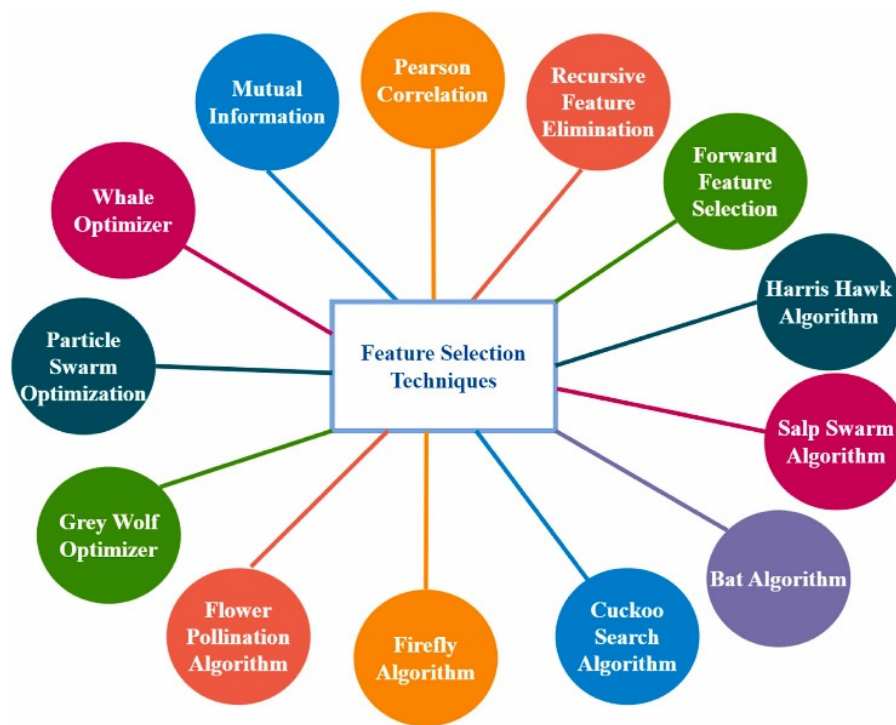 Pearson
Correlation
Recursive
Feature
Elimination
Forward
Feature
Selection
Harris Hawk
Algorithm
Salp Swarm
Algorithm
Bat Algorithm
Cuckoo
Search
Algorithm
Firefly
Algorithm
Flower
Pollination
Algorithm
Grey Wolf
Optimizer
Particle
Swarm
Optimization
Whale
Optimizer
Mutual
Information
Feature Selection
Techniques